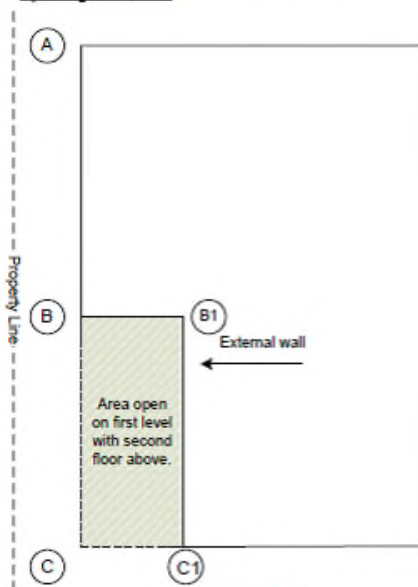 A
Property Line
B
B1
External wall
Area open
on first level
with second
floor above.
C
C1